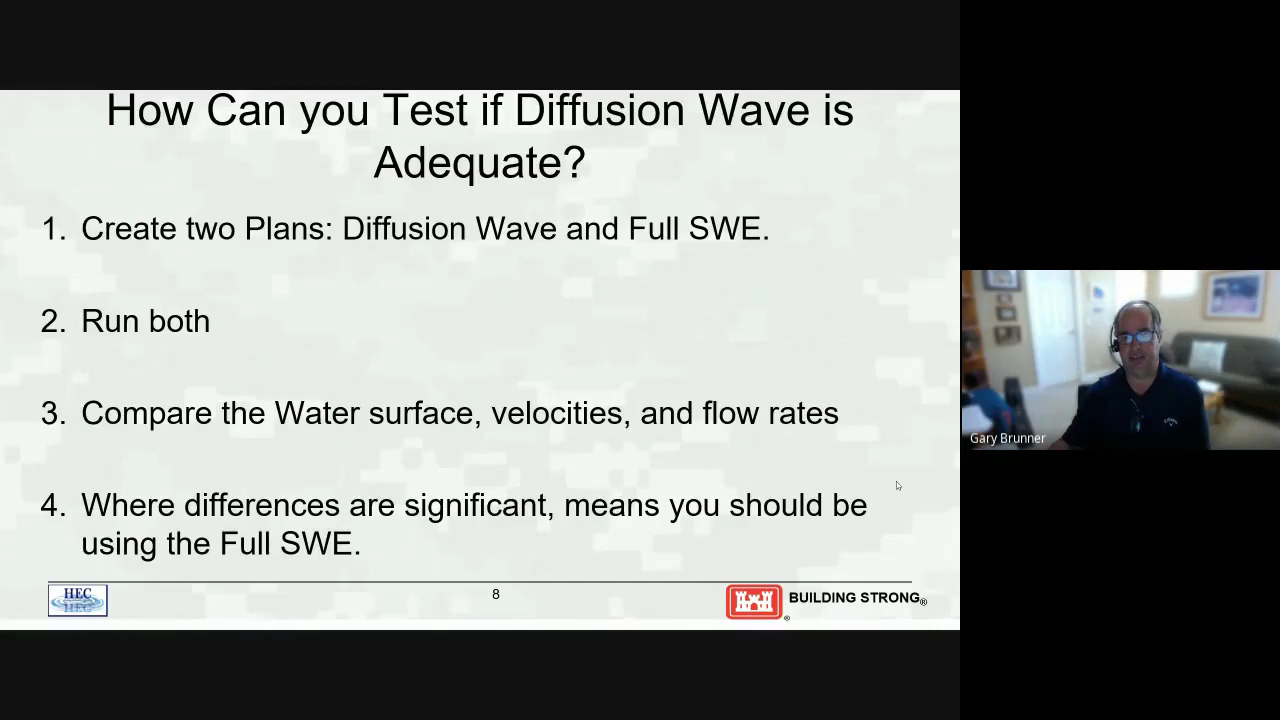 How Can you Test if Diffusion Wave is
Adequate?
1. Create two Plans: Diffusion Wave and Full SWE.
2. Run both
3. Compare the Water surface, velocities, and flow rates
4. Where differences are significant, means you should be
using the Full SWE.
HEC
8
BUILDING STRONG®
®
Gary Brunner